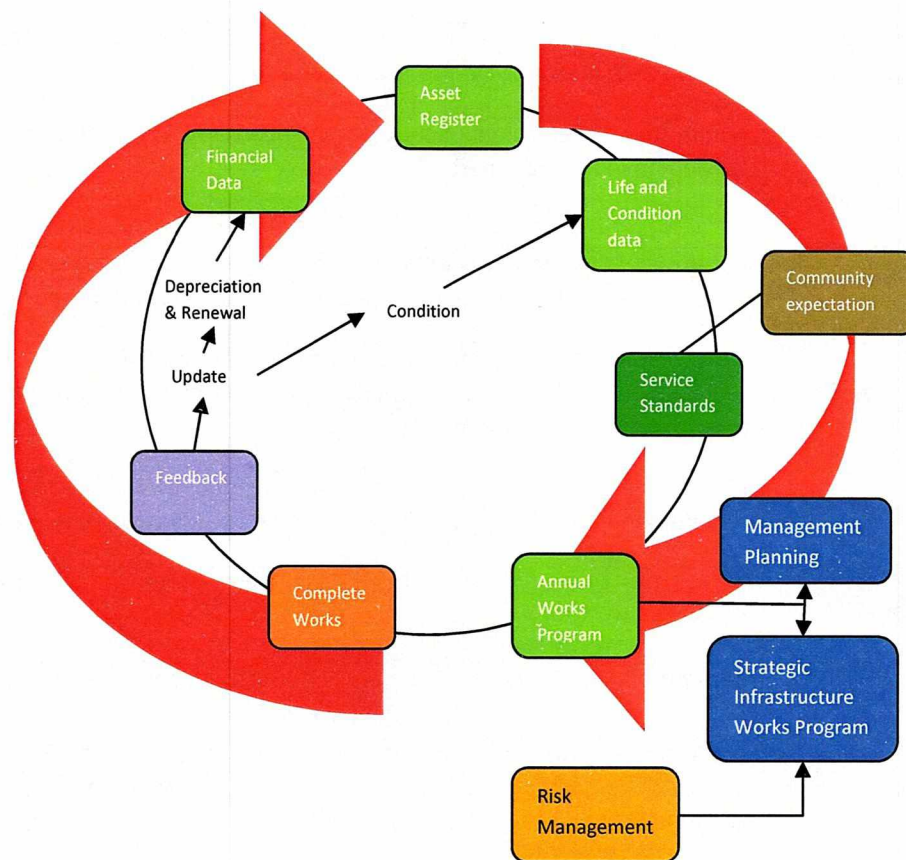 Asset
Register
Financial
Data
Life and
Condition
data
Community
expectation
Depreciation
& Renewal
Condition
Update
Service
Standards
Feedback
Management
Planning
Annual
Works
Program
Complete
Works
Strategic
Infrastructure
Works Program
Risk
Management